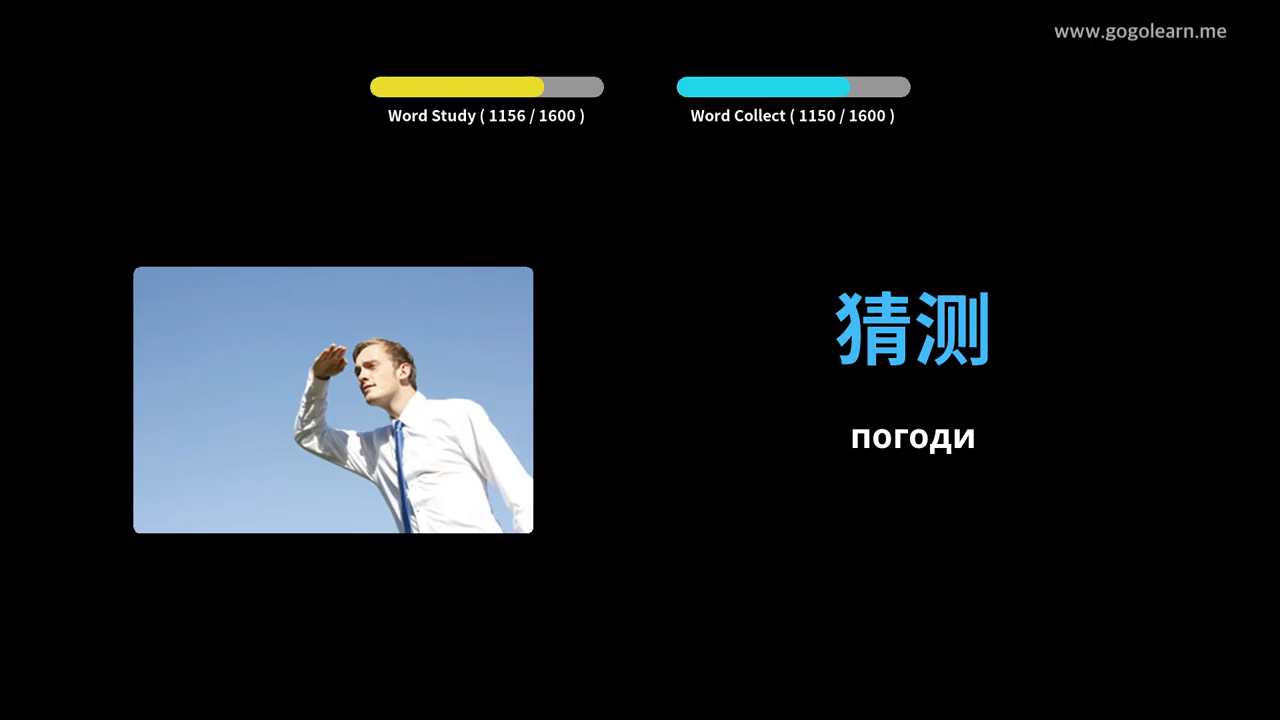 www.gogolearn.me
Word Study ( 1156 / 1600 )
Word Collect ( 1150 / 1600 )
猜测
погоди